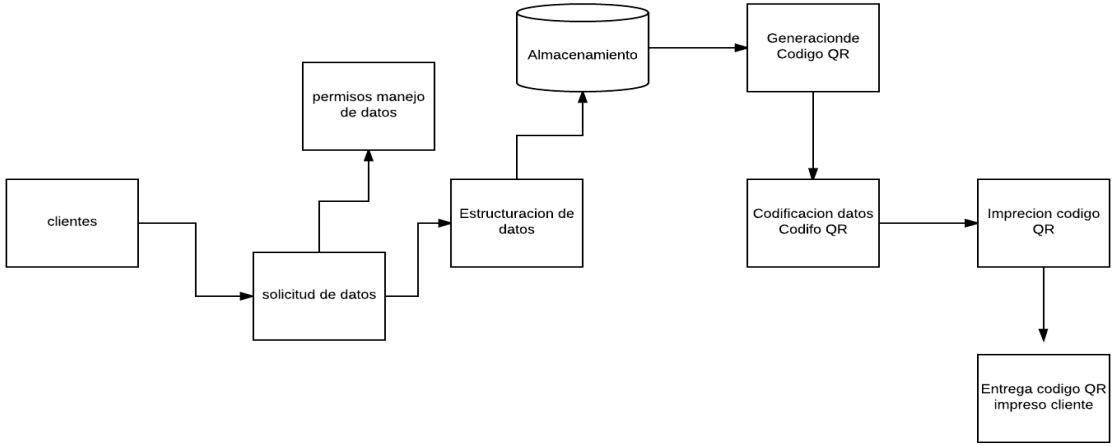 clientes
solicitud de datos
permisos manejo
de datos
Estructuracion de
datos
Almacenamiento
Generacionde
Codigo QR
Codificacion datos
Codifo QR
Imprecion codigo
QR
Entrega codigo QR
impreso cliente